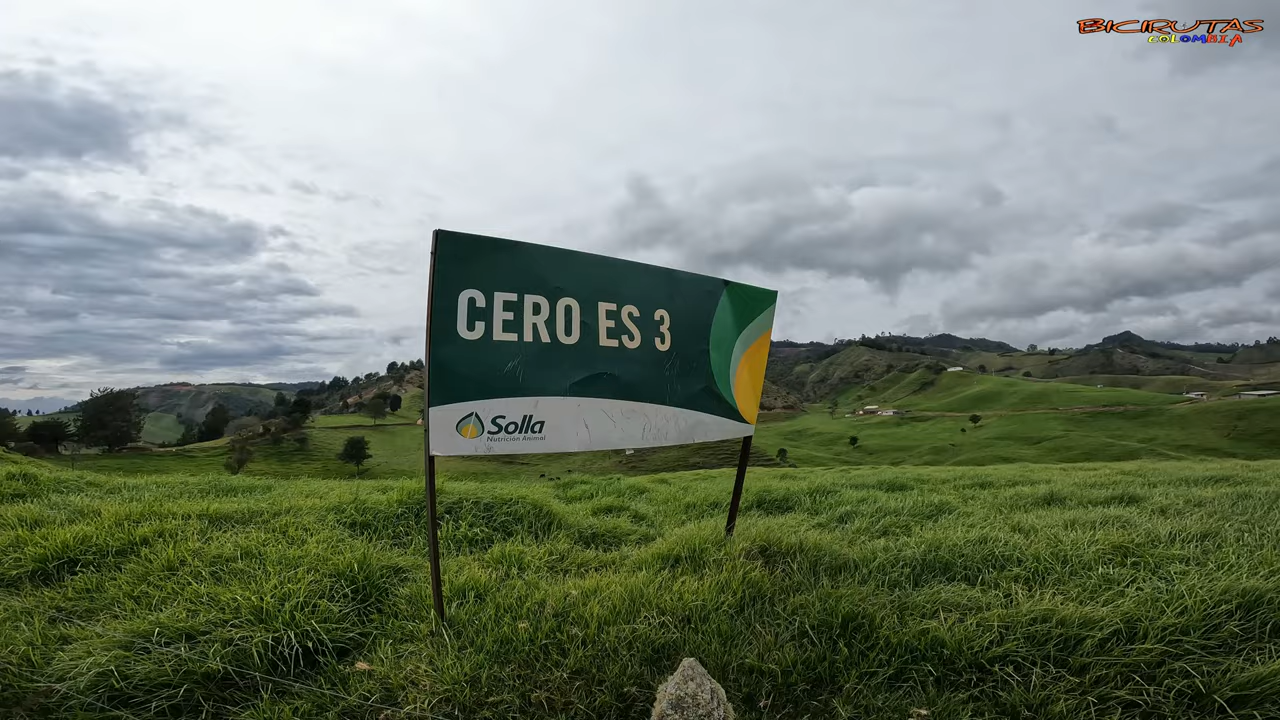 BICIRUTAS
COLOMBIA
CERO ES 3
Solla
Nutrición Animal